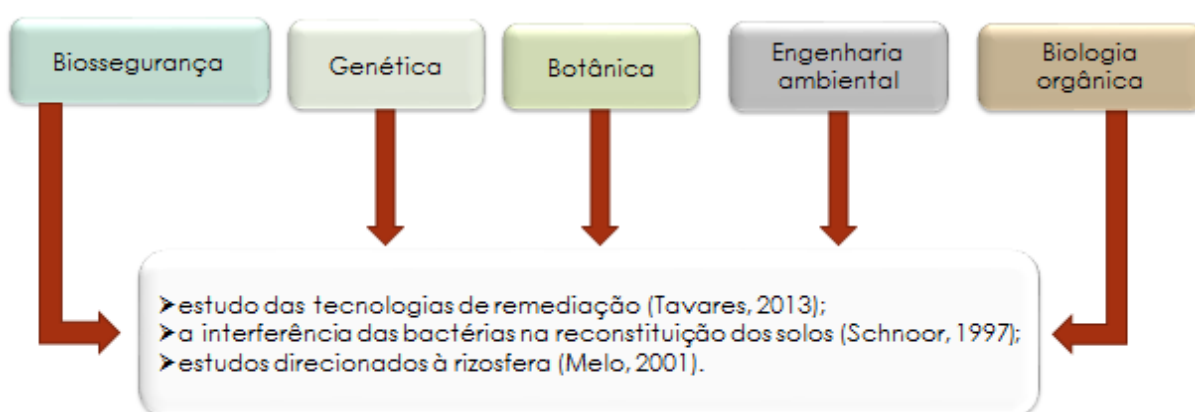 Biossegurança
Genética
Botânica
Engenharia
ambiental
Biologia
orgânica
➤estudo das tecnologias de remediação (Tavares, 2013);
➤a interferência das bactérias na reconstituição dos solos (Schnoor, 1997);
➤estudos direcionados à rizosfera (Melo, 2001).